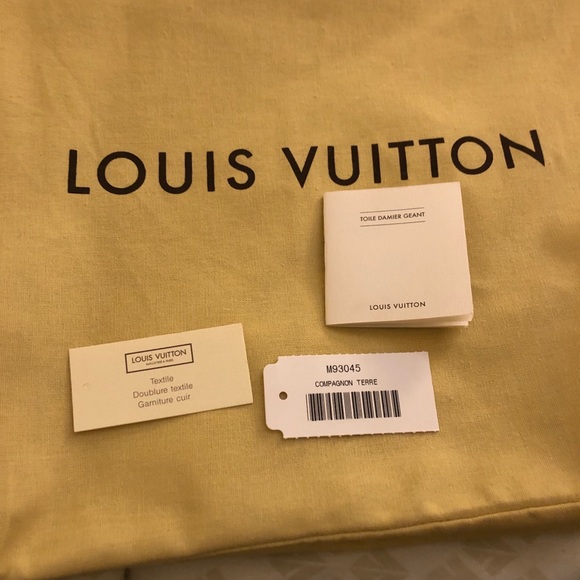 LOUIS VUITTON
TOILE DAMIER GEANT
LOUIS VUITTON
LOUIS VUITTON
Textile
Doublure textile
Garniture cuir
M93045
COMPAGNON TERRE